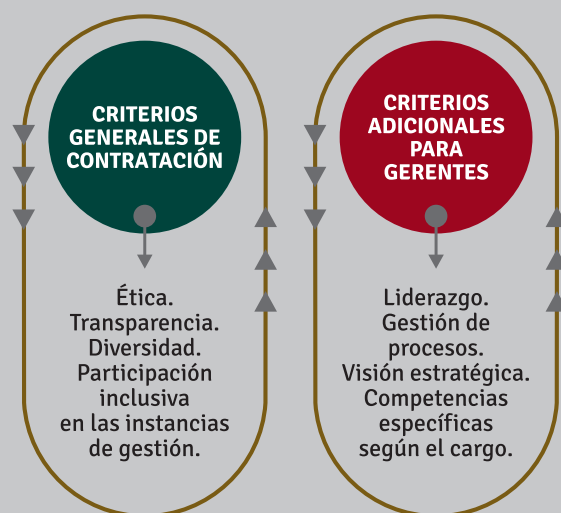 CRITERIOS
GENERALES DE
CONTRATACIÓN
Ética.
Transparencia.
Diversidad.
Participación
inclusiva
en las instancias
de gestión.
CRITERIOS
ADICIONALES
PARA
GERENTES
Liderazgo.
Gestión de
procesos.
Visión estratégica.
Competencias
específicas
según el cargo.